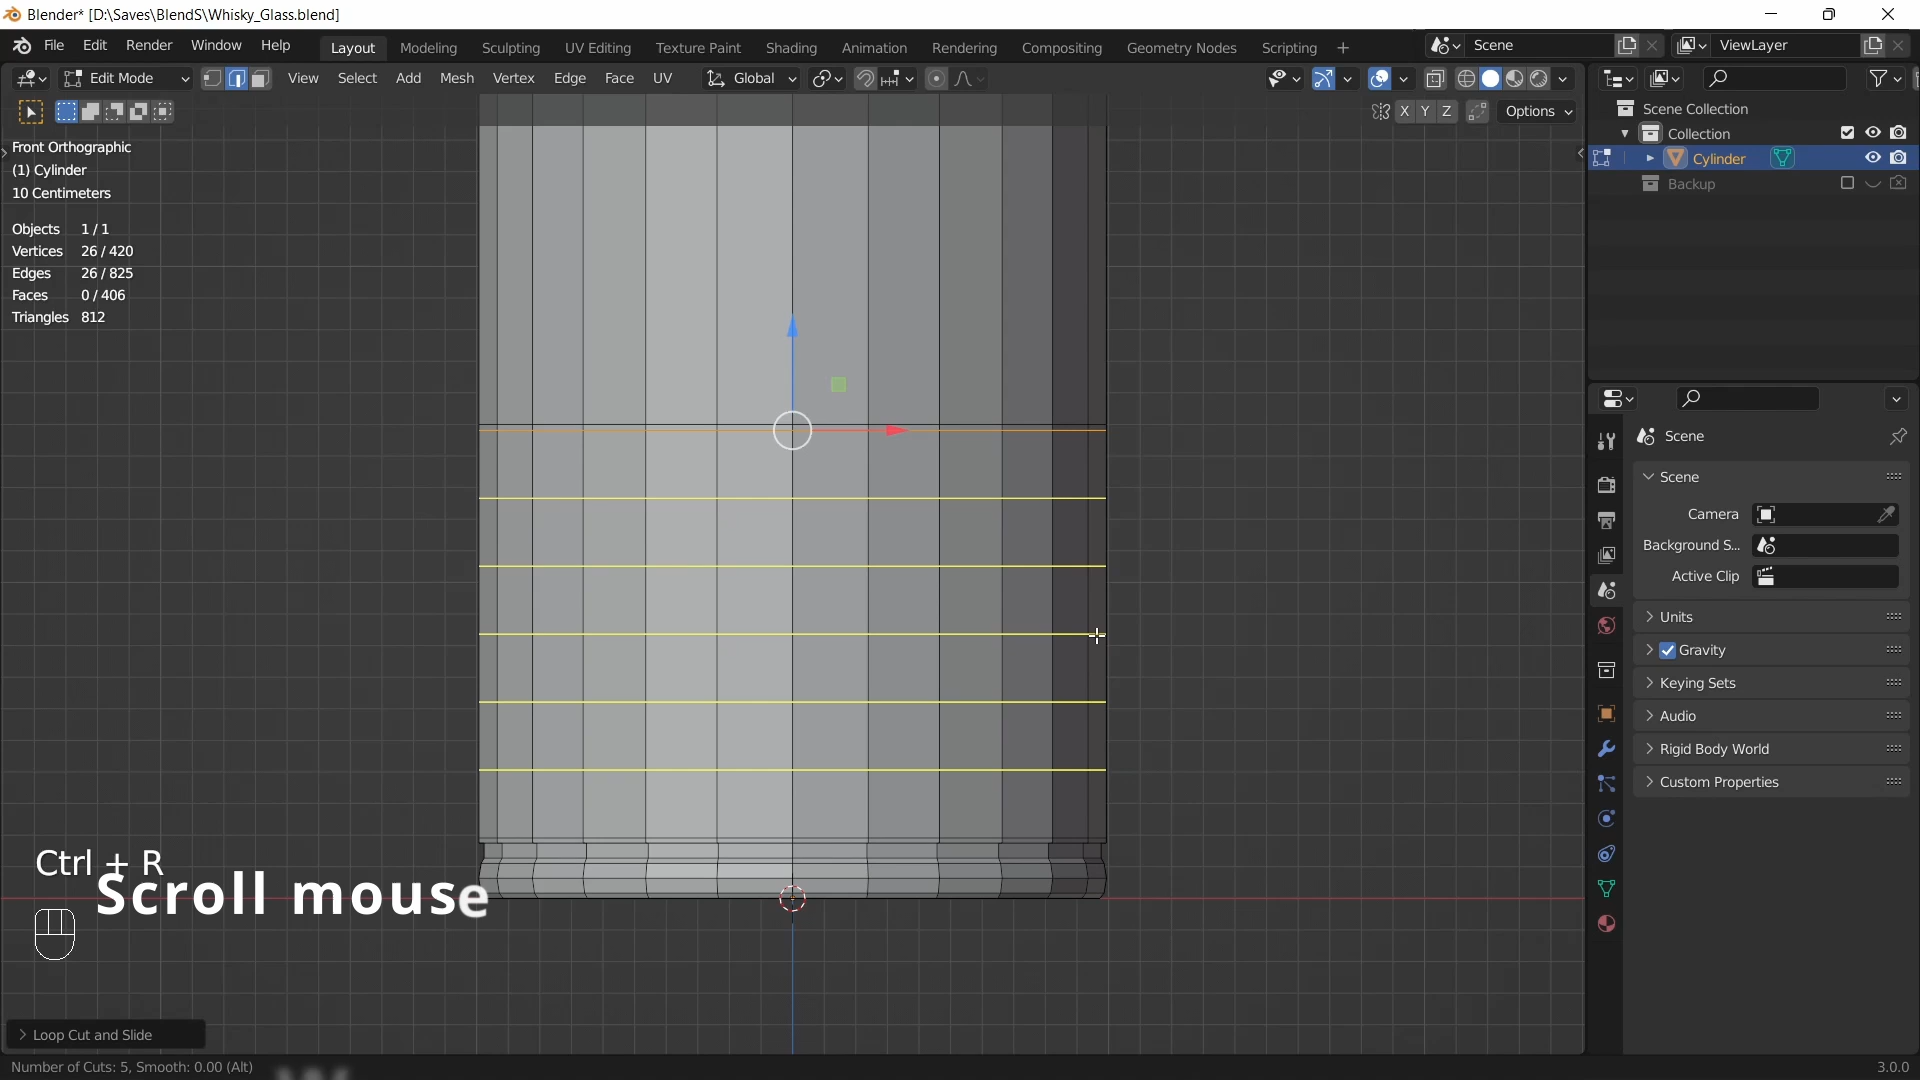 Blender* [D:\Saves\BlendS\Whisky_Glass.blend]
File Edit Render Window Help Layout Modeling Sculpting UV Editing Texture Paint Shading Animation Rendering Compositing Geometry Nodes Scripting + Scene ViewLayer
Edit Mode View Select Add Mesh Vertex Edge Face UV Global
X Y Z Options
Front Orthographic
(1) Cylinder
10 Centimeters
Objects 1 / 1
Vertices 26 / 420
Edges 26 / 825
Faces 0 / 406
Triangles 812
Scene Collection
Collection
Cylinder
Backup
Scene
Scene
Camera
Background S...
Active Clip
Units
Gravity
Keying Sets
Audio
Rigid Body World
Custom Properties
Ctrl + R
Scroll mouse
Loop Cut and Slide
Number of Cuts: 5, Smooth: 0.00 (Alt)
3.0.0